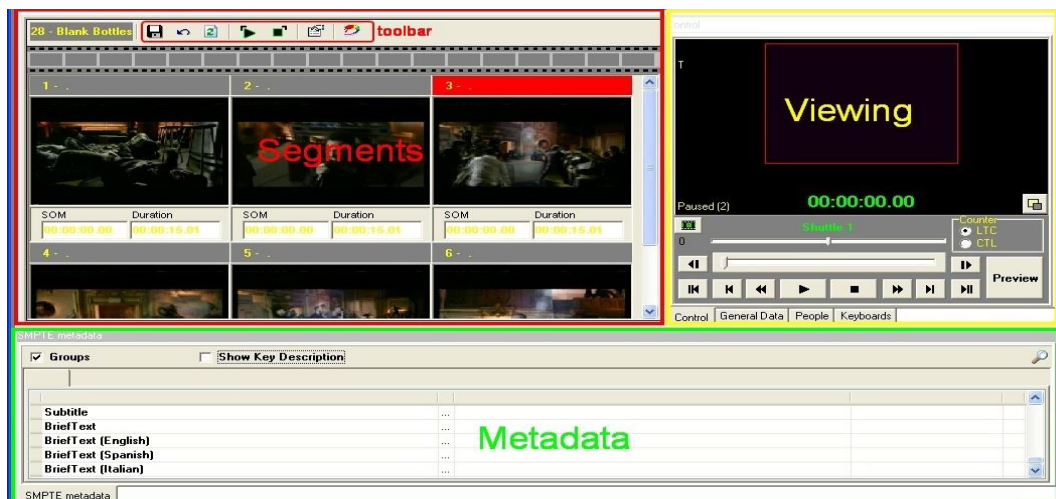 28 - Blank Bottles
toolbar
1 - .
2 - .
3 - .
Segments
SOM Duration
00:00:00.00 00:00:15.01
SOM Duration
00:00:00.00 00:00:15.01
SOM Duration
00:00:00.00 00:00:15.01
4 - .
5 - .
6 - .
Control
T
Viewing
Paused (2)
00:00:00.00
0
Shuttle 1
Counter
LTC
CTL
Preview
Control General Data People Keyboards
SMPTE metadata
Groups
Show Key Description
Subtitle ...
BriefText ...
BriefText (English) ...
BriefText (Spanish) ...
BriefText (Italian) ...
Metadata
SMPTE metadata